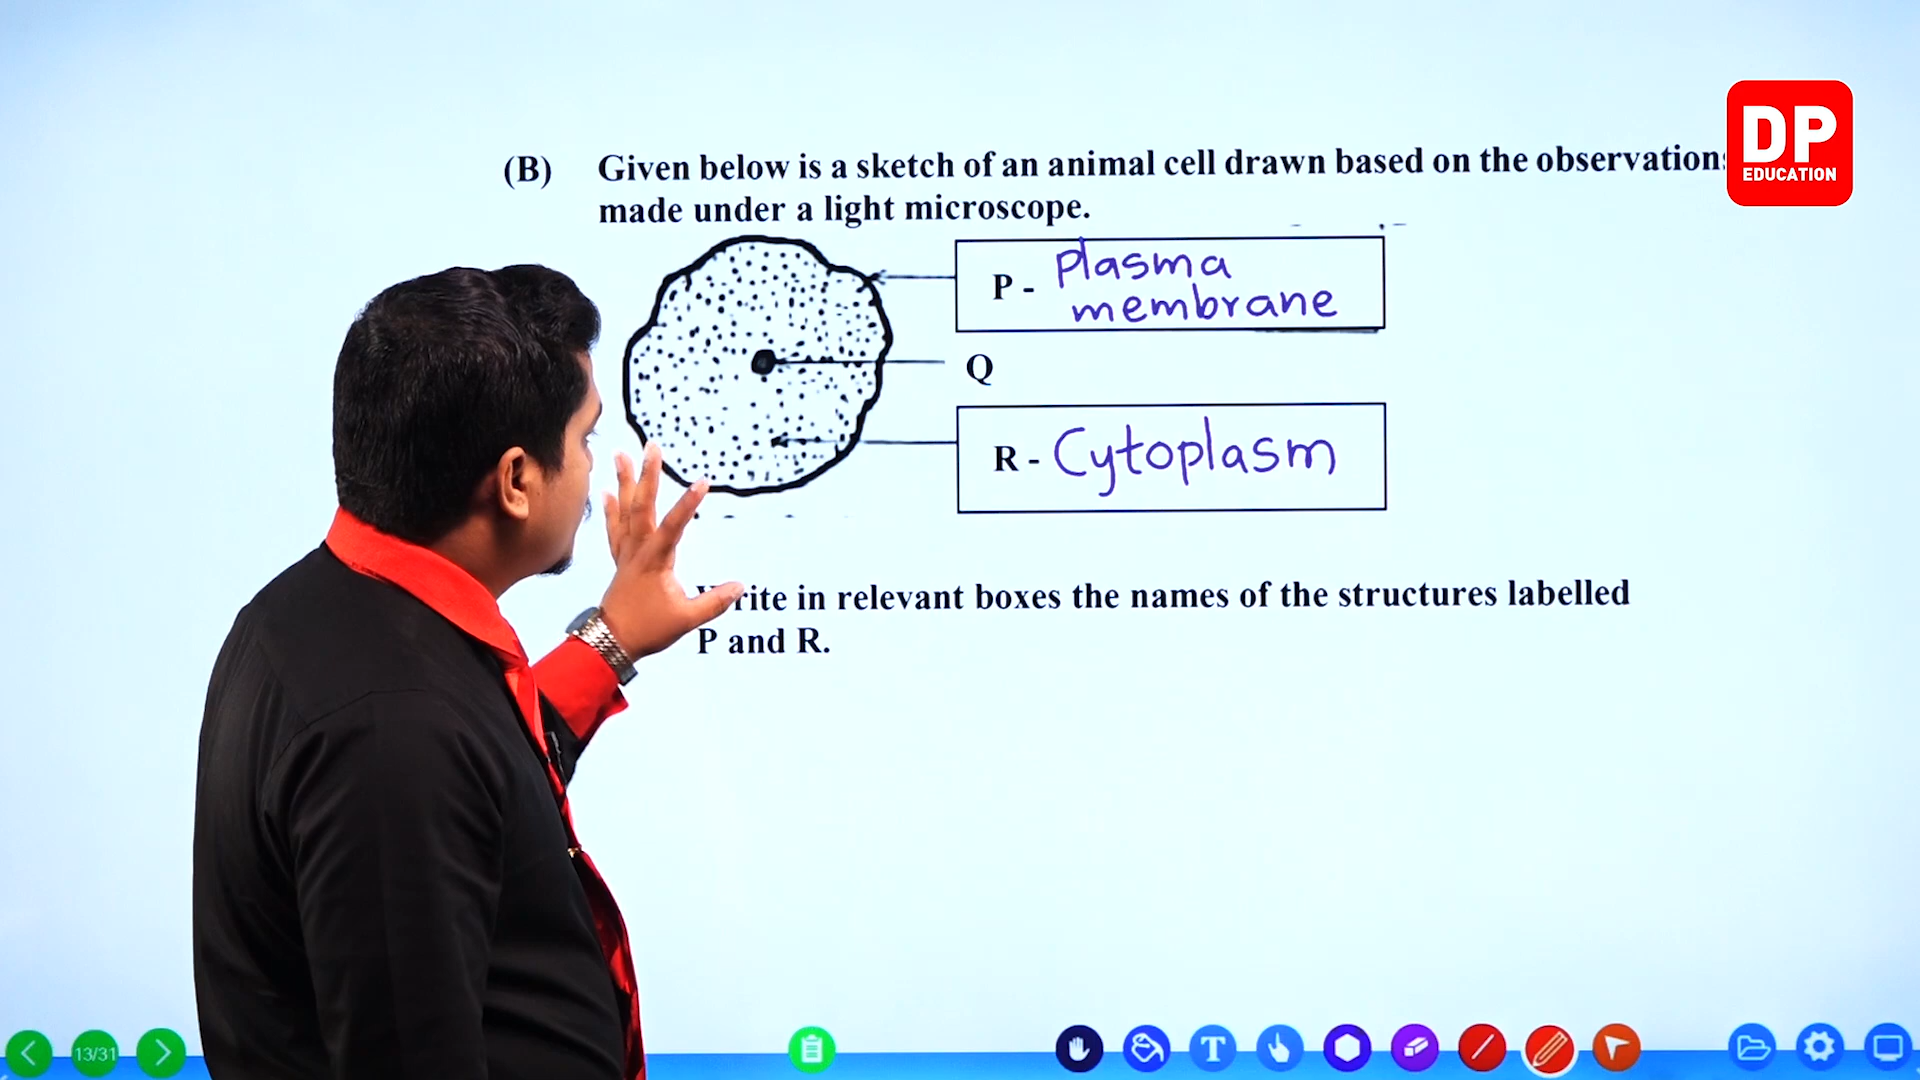 DP
EDUCATION
(B) Given below is a sketch of an animal cell drawn based on the observation
made under a light microscope.
P - Plasma
membrane
Q
R - Cytoplasm
rite in relevant boxes the names of the structures labelled
P and R.
13/31
T